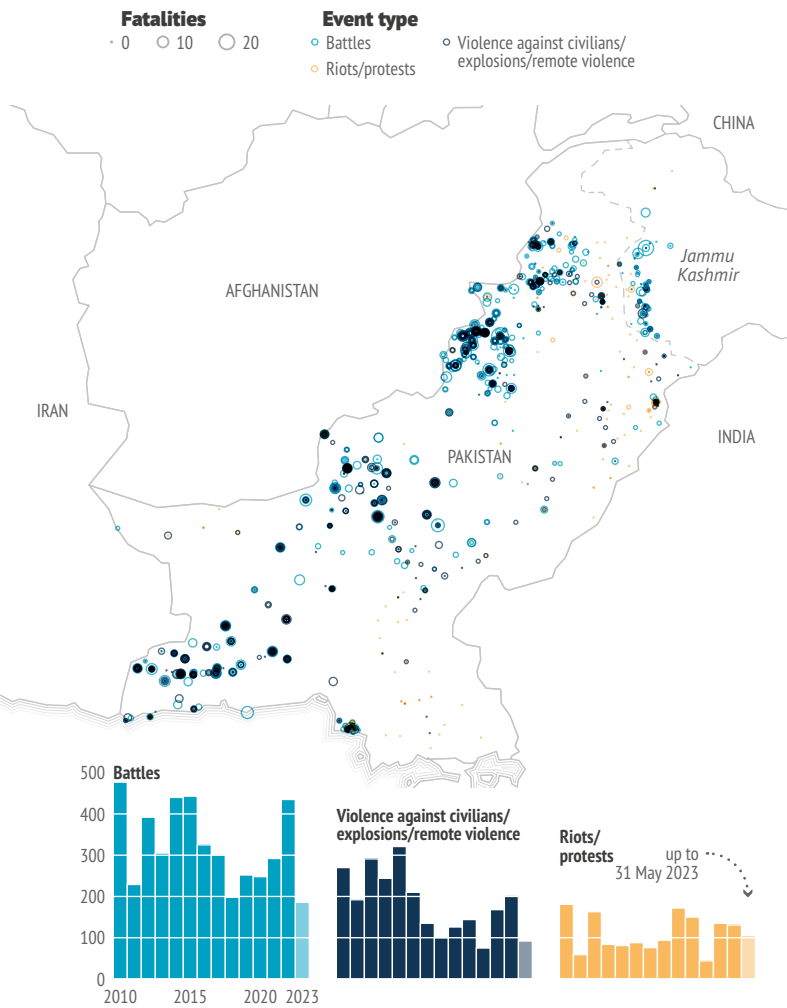 Fatalities
0 10 20
Event type
Battles
Riots/protests
Violence against civilians/
explosions/remote violence
CHINA
Jammu
Kashmir
AFGHANISTAN
IRAN
PAKISTAN
INDIA
500
400
300
200
100
0
Battles
2010 2015 2020 2023
Violence against civilians/
explosions/remote violence
Riots/
protests
up to
31 May 2023